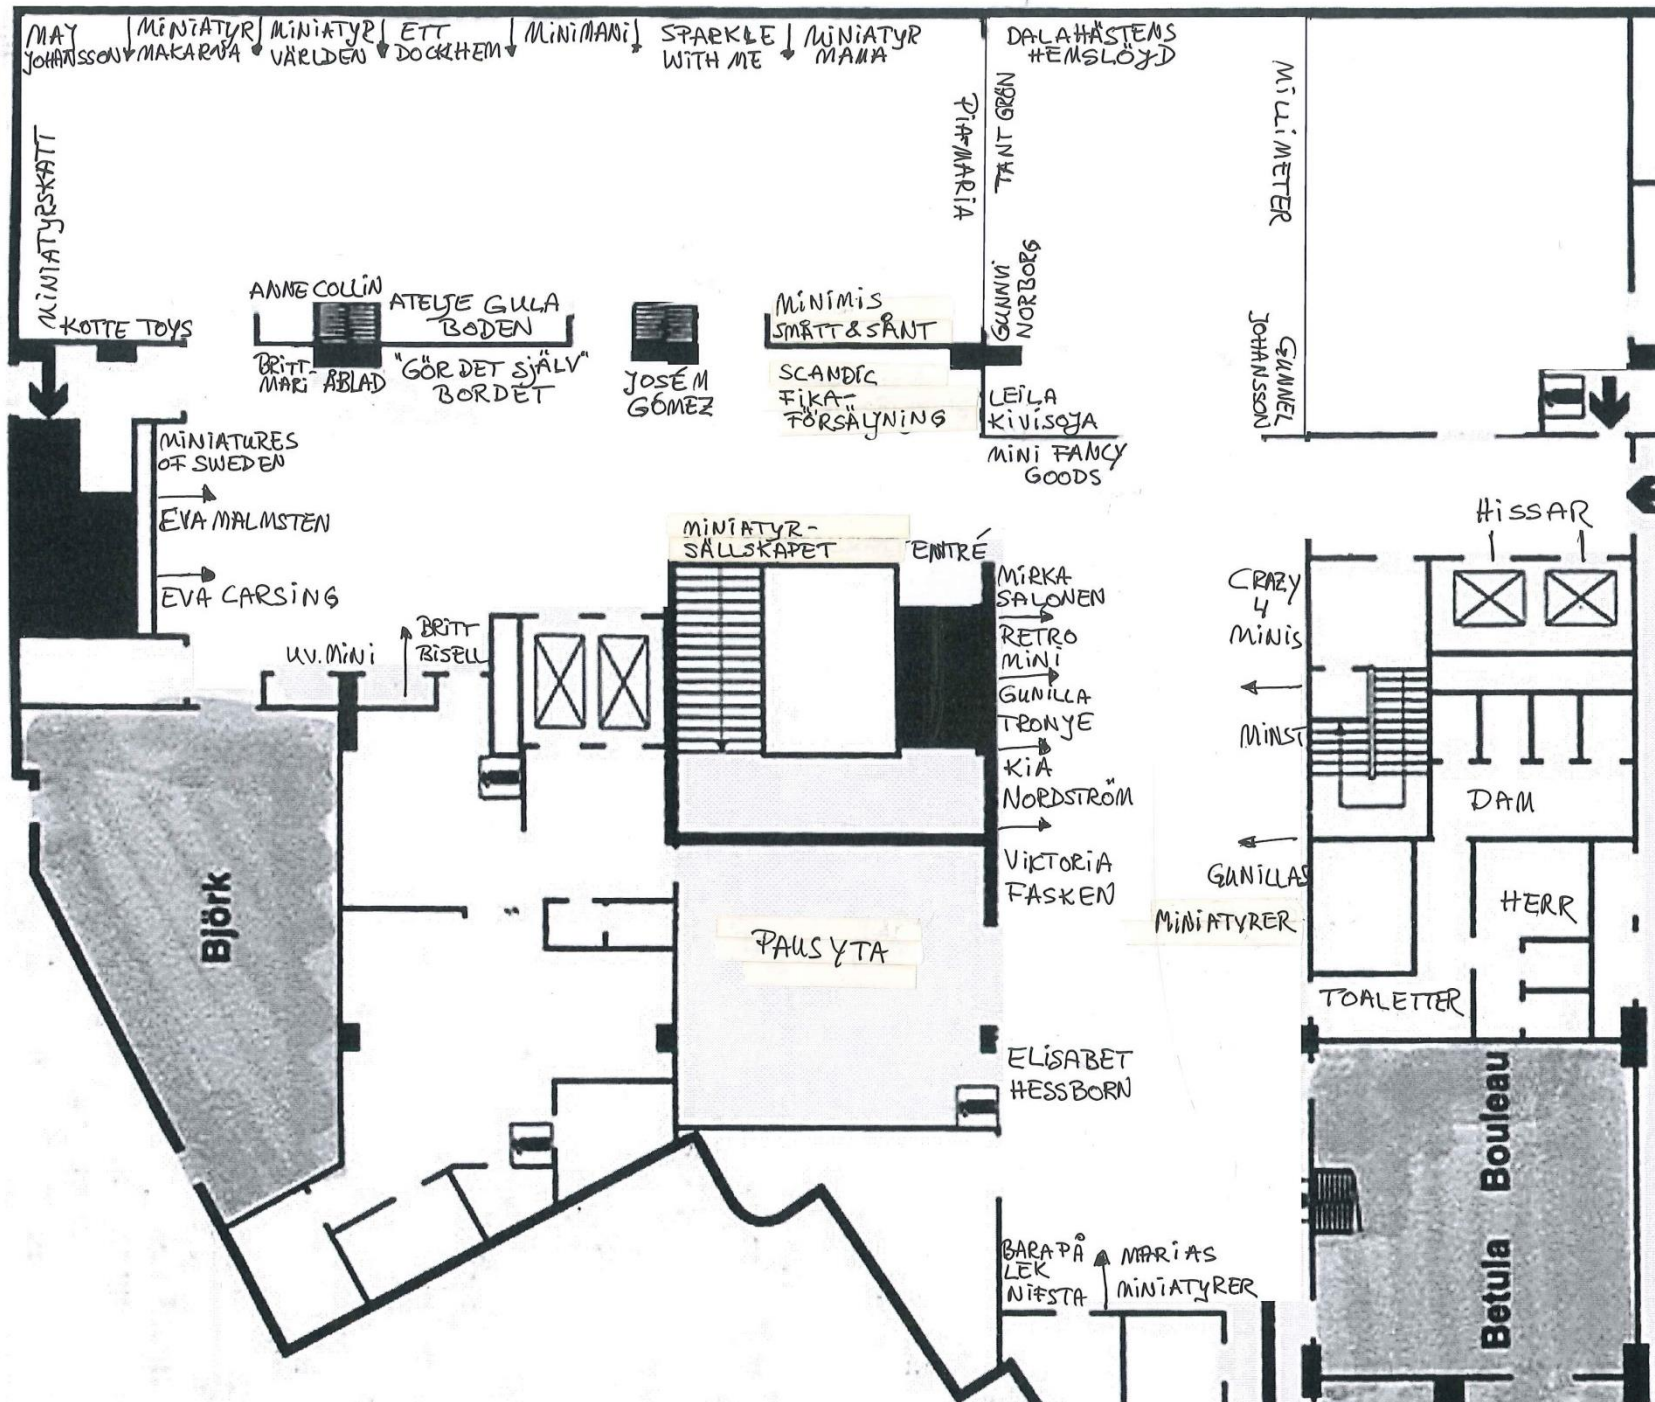 MAY
JOHANSSON
MINIATYR
MAKARNA
MINIATYR
VÄRLDEN
ETT
DOCKHEM
MINIMANI
SPARKLE
WITH ME
MINIATYR
MAMA
DALAHÄSTENS
HEMSLÖJD
MINIATYRSKATT
PIA-MARIA
TANT GRÖN
MILLIMETER
GUNNVI
NORBORG
KOTTE TOYS
ANNE COLLIN
ATELJE GULA
BODEN
MINIMIS
SMÅTT & SÅNT
BRITT-
MARI ÅBLAD
"GÖR DET SJÄLV"
BORDET
JOSÉ M
GÓMEZ
SCANDIC
FIKA-
FÖRSÄLJNING
LEILA
KIVISOJA
GUNNEL
JOHANSSON
MINI FANCY
GOODS
MINIATURES
OF SWEDEN
EVA MALMSTEN
EVA CARSING
MINIATYR-
SÄLLSKAPET
ENTRÉ
HISSAR
U.V. MINI
BRITT
BISELL
MIRKA
SALONEN
RETRO
MINI
GUNILLA
TRONYE
KIA
NORDSTRÖM
VIKTORIA
FASKEN
CRAZY
4
MINIS
MINST
GUNILLAS
MINIATYRER
DAM
HERR
TOALETTER
Björk
PAUSYTA
ELISABET
HESSBORN
BARA PÅ
LEK
NIFSTA
MARIAS
MINIATYRER
Betula Bouleau